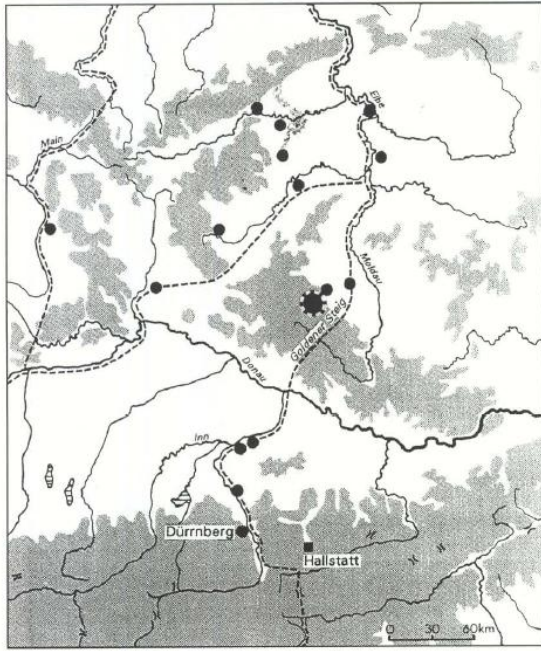 Elbe
Main
Moldau
Goldener Steig
Donau
Inn
Dürrnberg
Hallstatt
0 30 60km